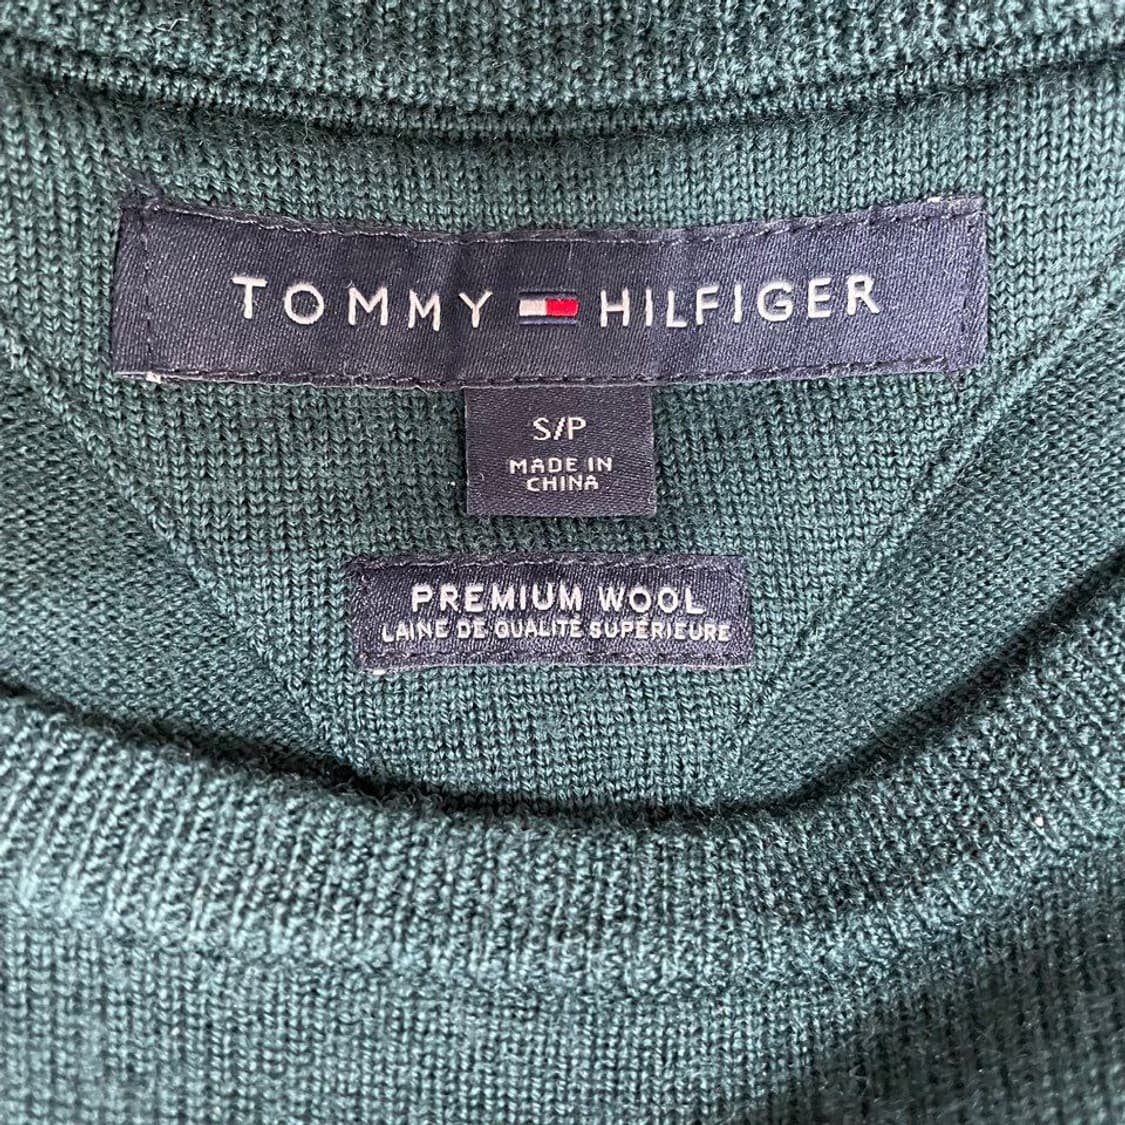 TOMMY HILFIGER
S/P
MADE IN
CHINA
PREMIUM WOOL
LAINE DE QUALITÉ SUPÉRIEURE